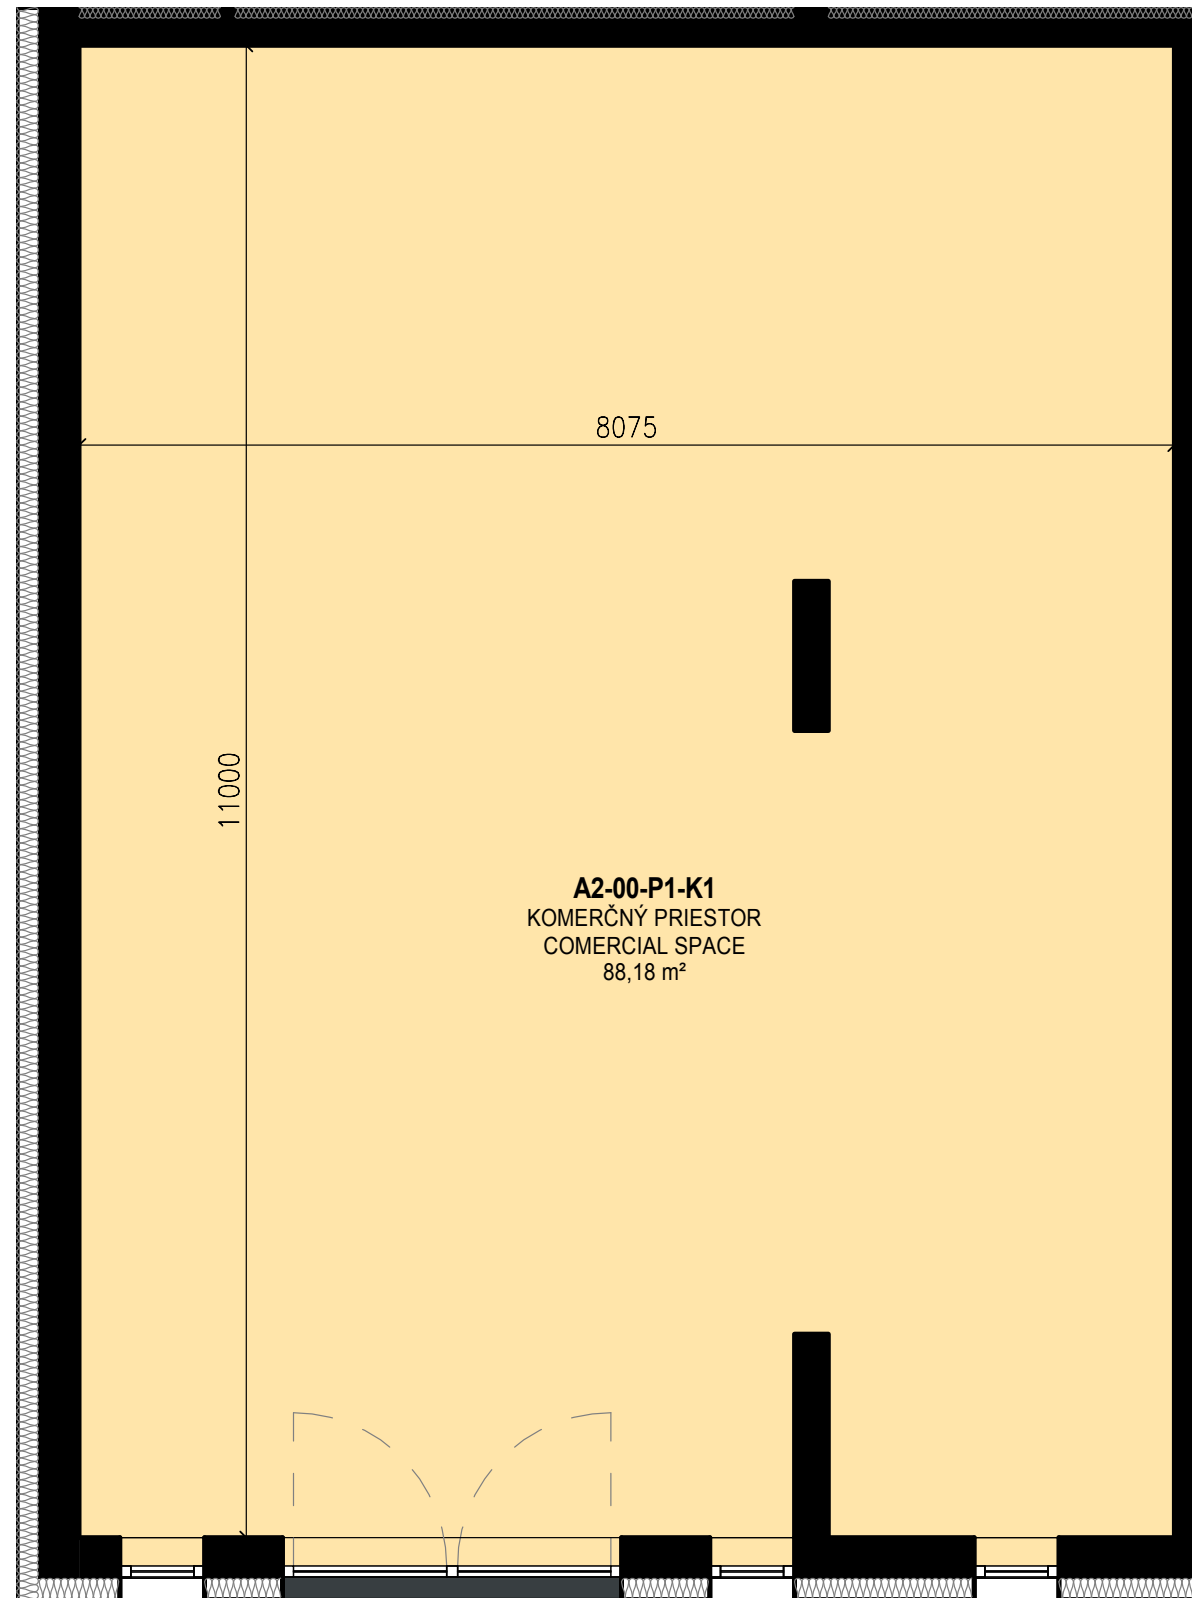 8075
11000
A2-00-P1-K1
KOMERČNÝ PRIESTOR
COMERCIAL SPACE
88,18 m²